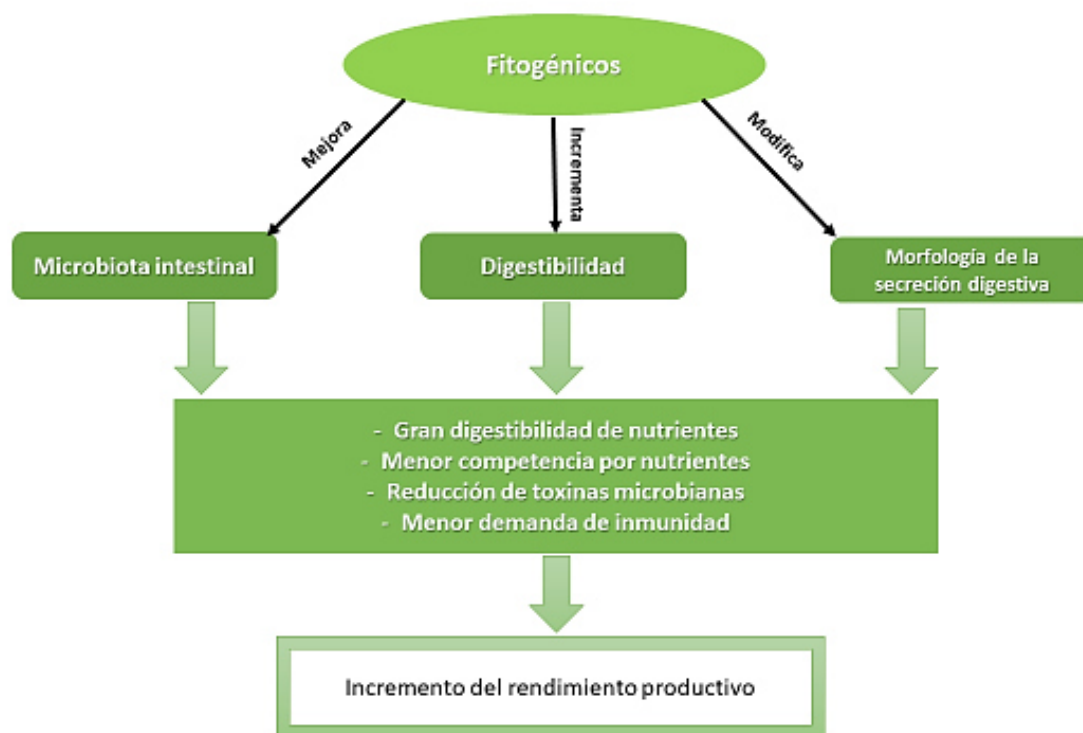 Fitogénicos
Mejora
Incrementa
Modífica
Microbiota intestinal
Digestibilidad
Morfología de la
secreción digestiva
- Gran digestibilidad de nutrientes
- Menor competencia por nutrientes
- Reducción de toxinas microbianas
- Menor demanda de inmunidad
Incremento del rendimiento productivo